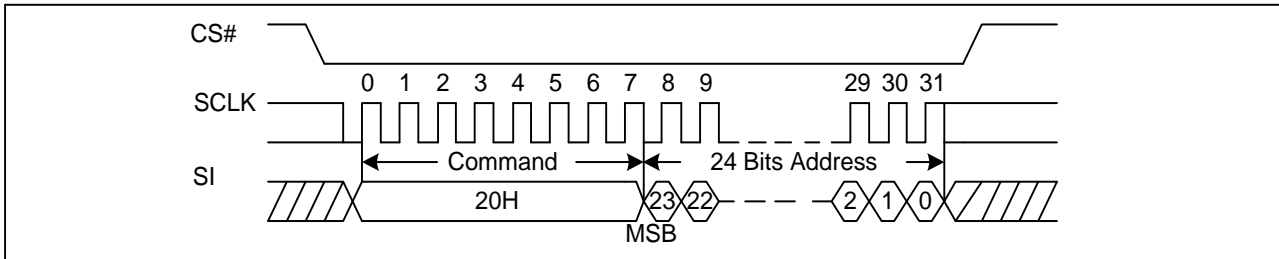 CS#
0 1 2 3 4 5 6 7 8 9 29 30 31
SCLK
Command 24 Bits Address
SI
20H 23 22 2 1 0
MSB